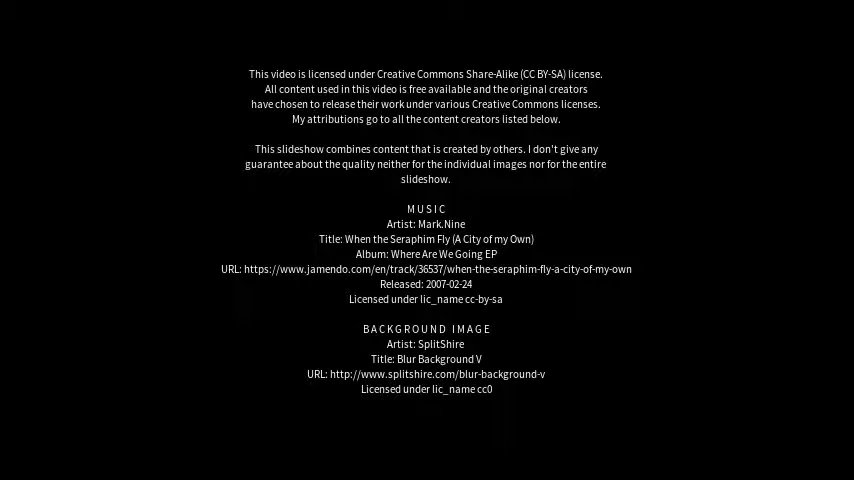 This video is licensed under Creative Commons Share-Alike (CC BY-SA) license.
All content used in this video is free available and the original creators
have chosen to release their work under various Creative Commons licenses.
My attributions go to all the content creators listed below.
This slideshow combines content that is created by others. I don't give any
guarantee about the quality neither for the individual images nor for the entire
slideshow.
MUSIC
Artist: Mark.Nine
Title: When the Seraphim Fly (A City of my Own)
Album: Where Are We Going EP
URL: https://www.jamendo.com/en/track/36537/when-the-seraphim-fly-a-city-of-my-own
Released: 2007-02-24
Licensed under lic_name cc-by-sa
BACKGROUND IMAGE
Artist: SplitShire
Title: Blur Background V
URL: http://www.splitshire.com/blur-background-v
Licensed under lic_name cc0